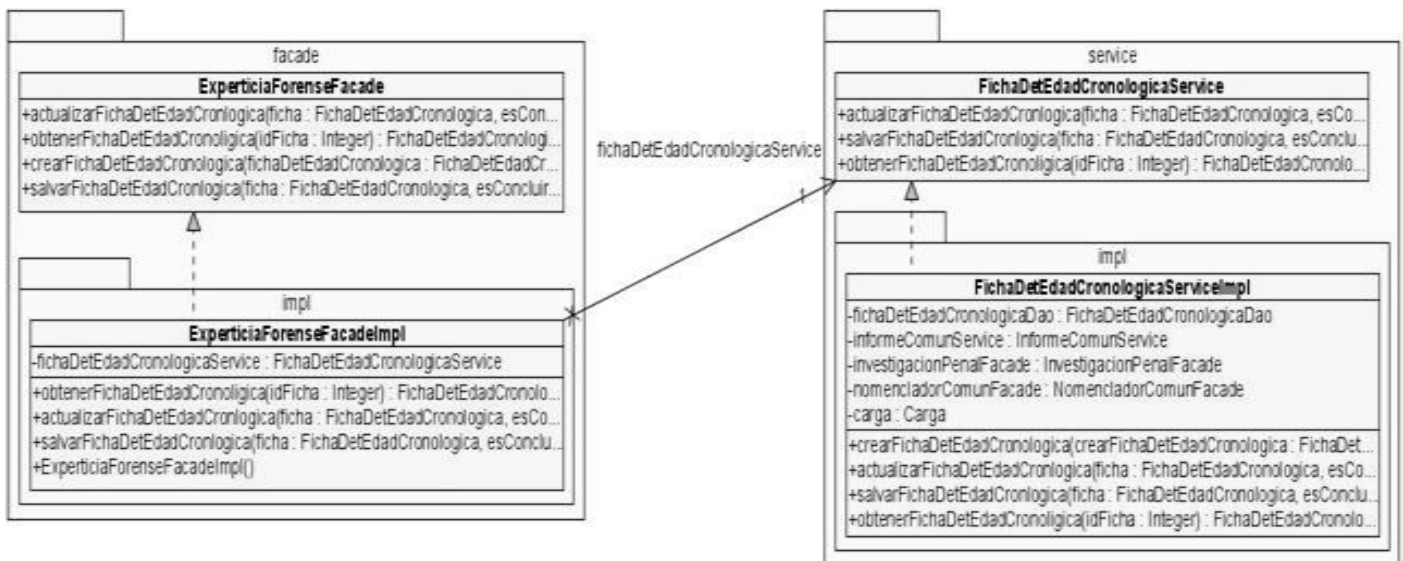 facade
ExperticiaForenseFacade
+actualizarFichaDetEdadCronlogica(ficha : FichaDetEdadCronologica, esCon...
+obtenerFichaDetEdadCronoligica(idFicha : Integer) : FichaDetEdadCronologi...
+crearFichaDetEdadCronologica(fichaDetEdadCronologica : FichaDetEdadCr...
+salvarFichaDetEdadCronlogica(ficha : FichaDetEdadCronologica, esConcluir...
impl
ExperticiaForenseFacadeImpl
-fichaDetEdadCronologicaService : FichaDetEdadCronologicaService
+obtenerFichaDetEdadCronoligica(idFicha : Integer) : FichaDetEdadCronolo...
+actualizarFichaDetEdadCronlogica(ficha : FichaDetEdadCronologica, esCo...
+salvarFichaDetEdadCronlogica(ficha : FichaDetEdadCronologica, esConclu...
+ExperticiaForenseFacadeImpl()
fichaDetEdadCronologicaService
1
service
FichaDetEdadCronologicaService
+actualizarFichaDetEdadCronlogica(ficha : FichaDetEdadCronologica, esCo...
+salvarFichaDetEdadCronlogica(ficha : FichaDetEdadCronologica, esConclu...
+obtenerFichaDetEdadCronoligica(idFicha : Integer) : FichaDetEdadCronolo...
impl
FichaDetEdadCronologicaServiceImpl
-fichaDetEdadCronologicaDao : FichaDetEdadCronologicaDao
-informeComunService : InformeComunService
-investigacionPenalFacade : InvestigacionPenalFacade
-nomencladorComunFacade : NomencladorComunFacade
-carga : Carga
+crearFichaDetEdadCronologica(crearFichaDetEdadCronologica : FichaDet...
+actualizarFichaDetEdadCronlogica(ficha : FichaDetEdadCronologica, esCo...
+salvarFichaDetEdadCronlogica(ficha : FichaDetEdadCronologica, esConclu...
+obtenerFichaDetEdadCronoligica(idFicha : Integer) : FichaDetEdadCronolo...